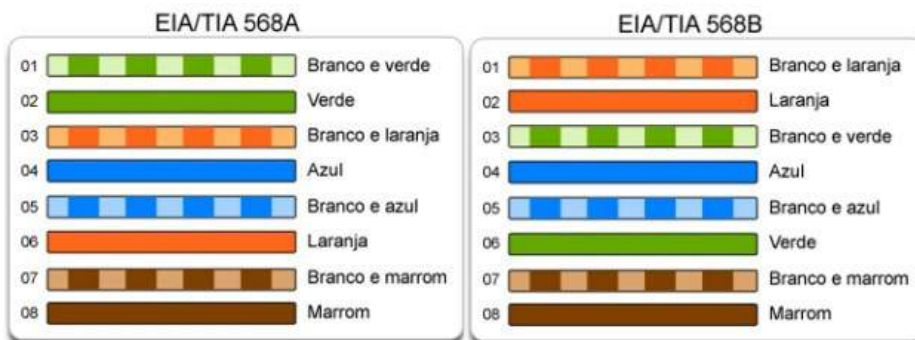 EIA/TIA 568A
01 Branco e verde
02 Verde
03 Branco e laranja
04 Azul
05 Branco e azul
06 Laranja
07 Branco e marrom
08 Marrom
EIA/TIA 568B
01 Branco e laranja
02 Laranja
03 Branco e verde
04 Azul
05 Branco e azul
06 Verde
07 Branco e marrom
08 Marrom